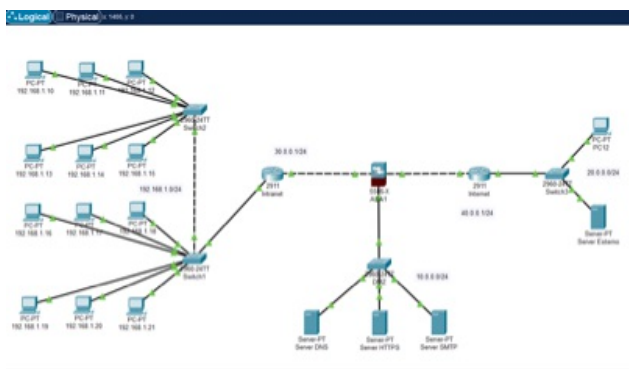 Logical
Physical
x: 1466, y: 0
PC-PT
192.168.1.10
PC-PT
192.168.1.11
PC-PT
192.168.1.12
2960-24TT
Switch2
PC-PT
192.168.1.13
PC-PT
192.168.1.14
PC-PT
192.168.1.15
192.168.1.0/24
PC-PT
192.168.1.16
PC-PT
PC-PT
192.168.1.18
2960-24TT
Switch1
PC-PT
192.168.1.19
PC-PT
192.168.1.20
PC-PT
192.168.1.21
30.0.0.1/24
2911
Intranet
5506-X
ASA1
2911
Internet
40.0.0.1/24
PC-PT
PC12
2960-24TT
Switch3
20.0.0.0/24
Server-PT
Server Esterno
2960-24TT
DMZ
10.0.0.0/24
Server-PT
Server DNS
Server-PT
Server HTTPS
Server-PT
Server SMTP